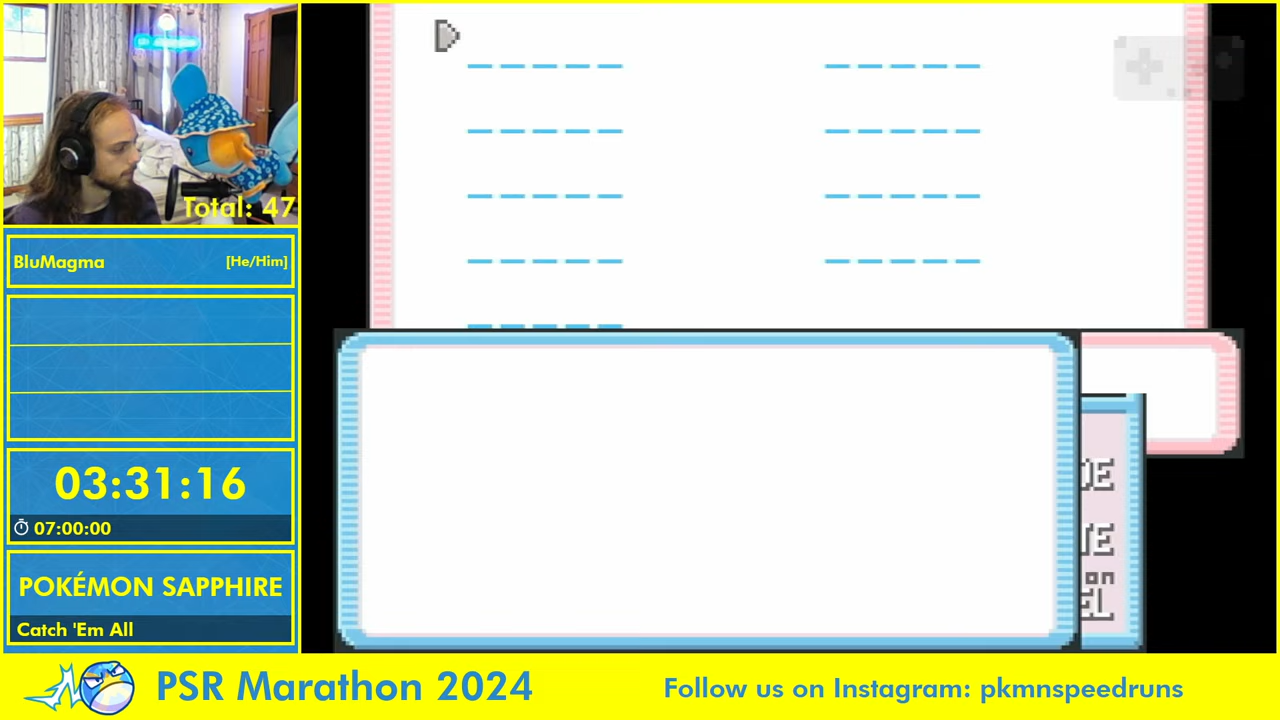 Total: 47
BluMagma [He/Him]
03:31:16
07:00:00
POKÉMON SAPPHIRE
Catch 'Em All
PSR Marathon 2024
Follow us on Instagram: pkmnspeedruns